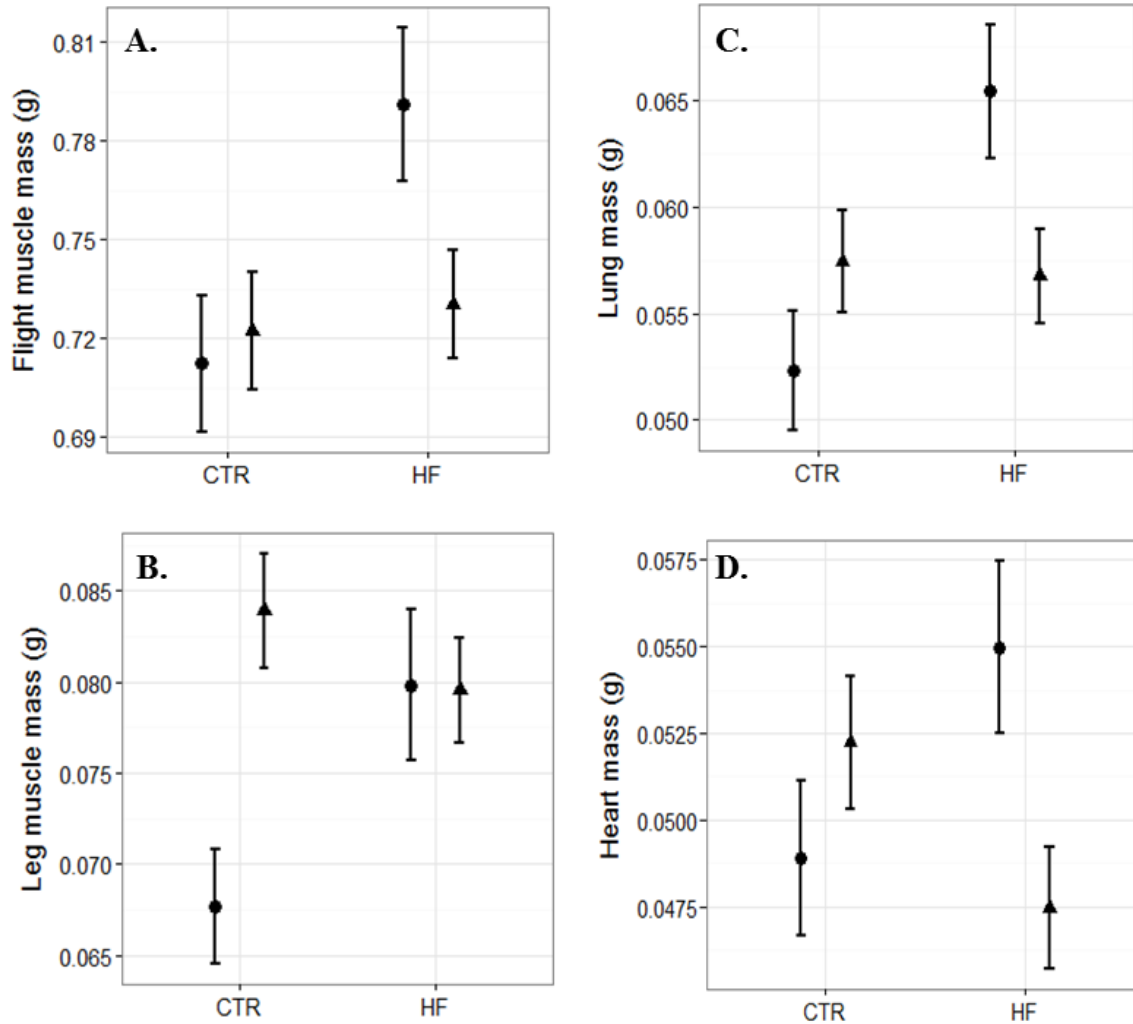 A.
Flight muscle mass (g)
0.81
0.78
0.75
0.72
0.69
CTR HF
B.
Leg muscle mass (g)
0.085
0.080
0.075
0.070
0.065
CTR HF
C.
Lung mass (g)
0.065
0.060
0.055
0.050
CTR HF
D.
Heart mass (g)
0.0575
0.0550
0.0525
0.0500
0.0475
CTR HF